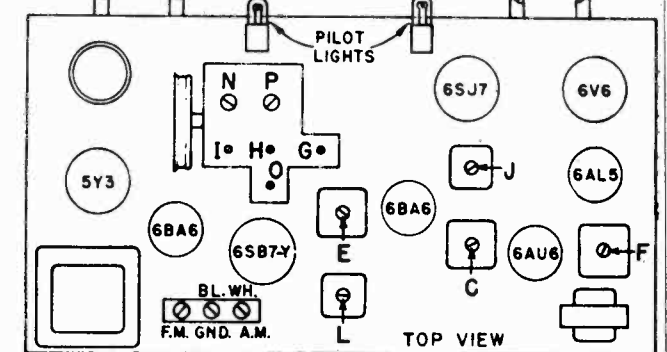 PILOT
LIGHTS
N P
6SJ7
6V6
I H G
O
J
5Y3
6AL5
6BA6
6BA6
6SB7-Y
E
C
6AU6
F
BL. WH.
F.M. GND. A.M.
L
TOP VIEW